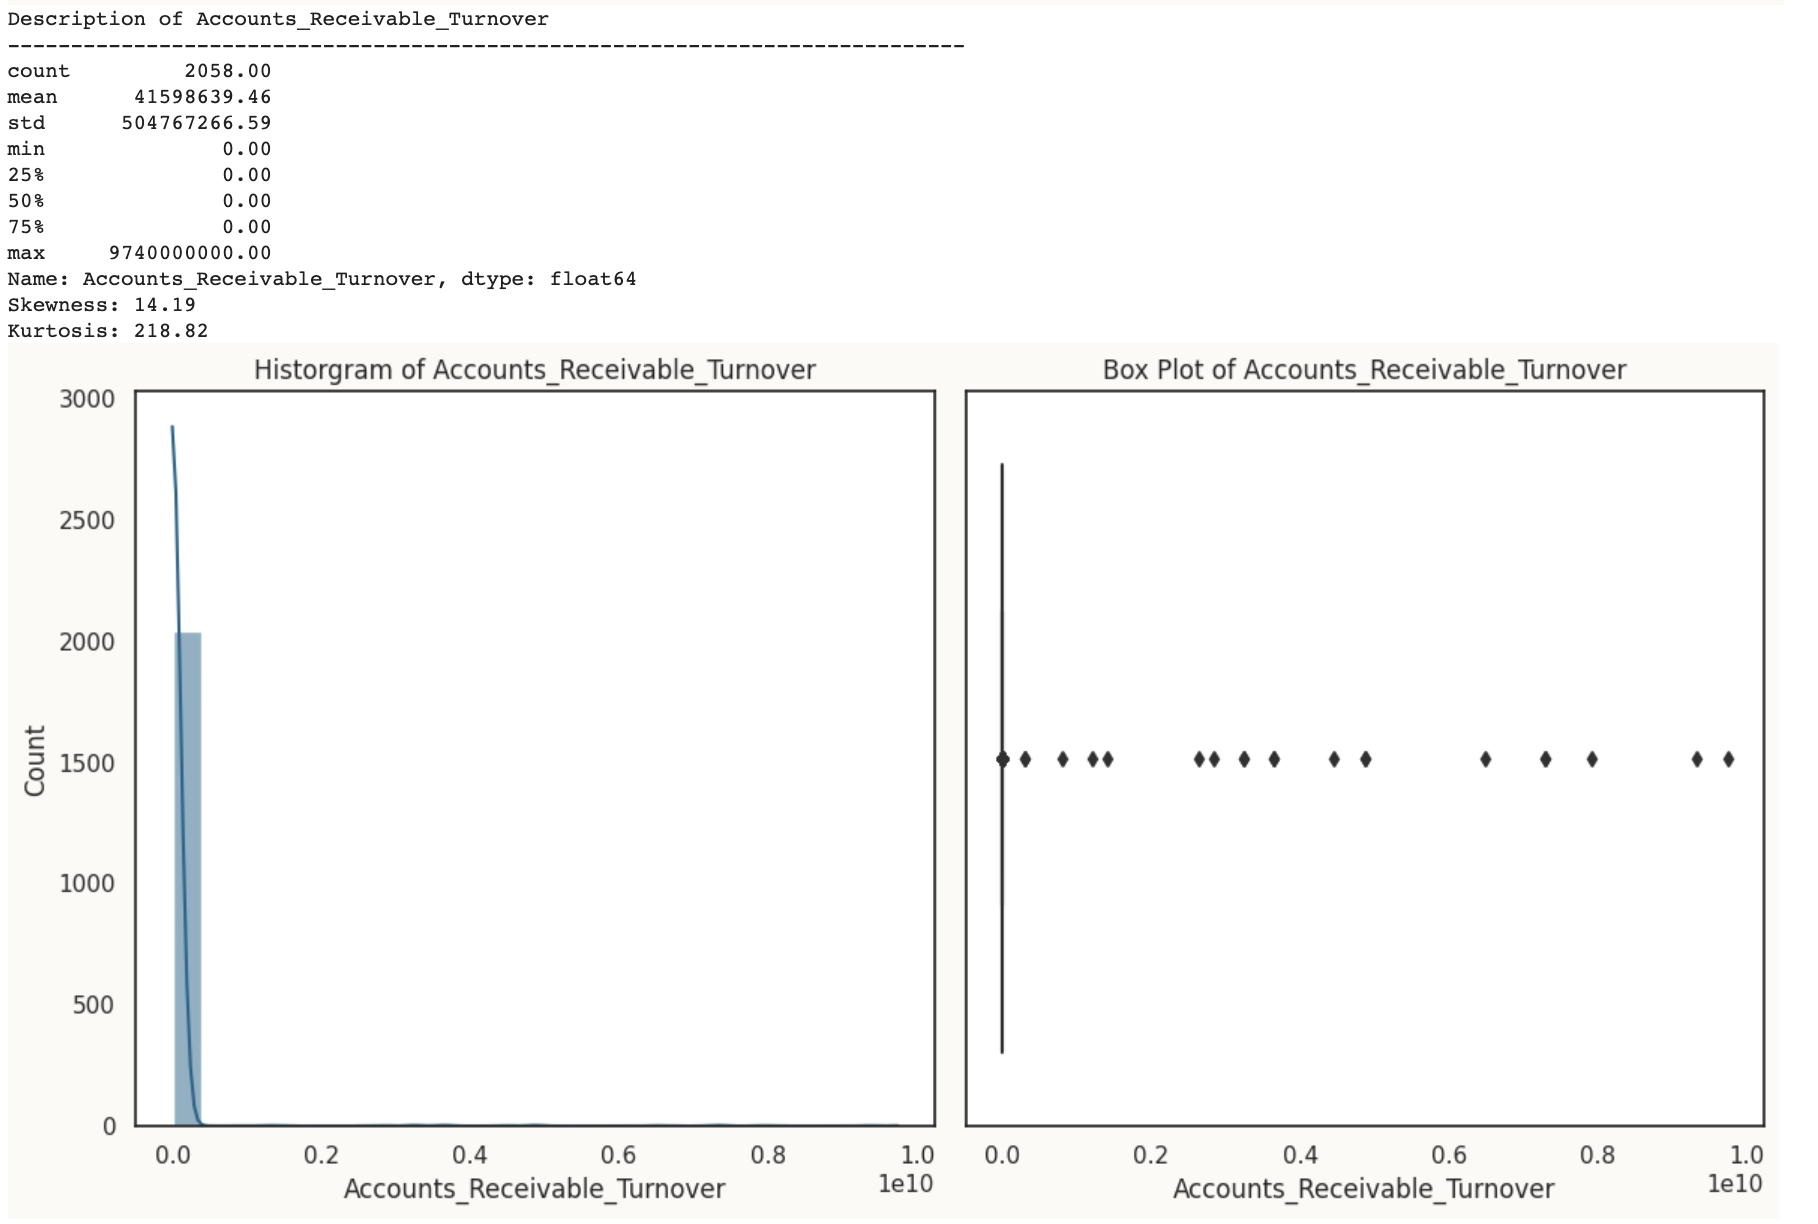 Description of Accounts_Receivable_Turnover
----------------------------------------------------------------------------
count 2058.00
mean 41598639.46
std 504767266.59
min 0.00
25% 0.00
50% 0.00
75% 0.00
max 9740000000.00
Name: Accounts_Receivable_Turnover, dtype: float64
Skewness: 14.19
Kurtosis: 218.82
Historgram of Accounts_Receivable_Turnover
3000
2500
2000
1500
1000
500
0
Count
0.0 0.2 0.4 0.6 0.8 1.0
1e10
Accounts_Receivable_Turnover
Box Plot of Accounts_Receivable_Turnover
0.0 0.2 0.4 0.6 0.8 1.0
1e10
Accounts_Receivable_Turnover